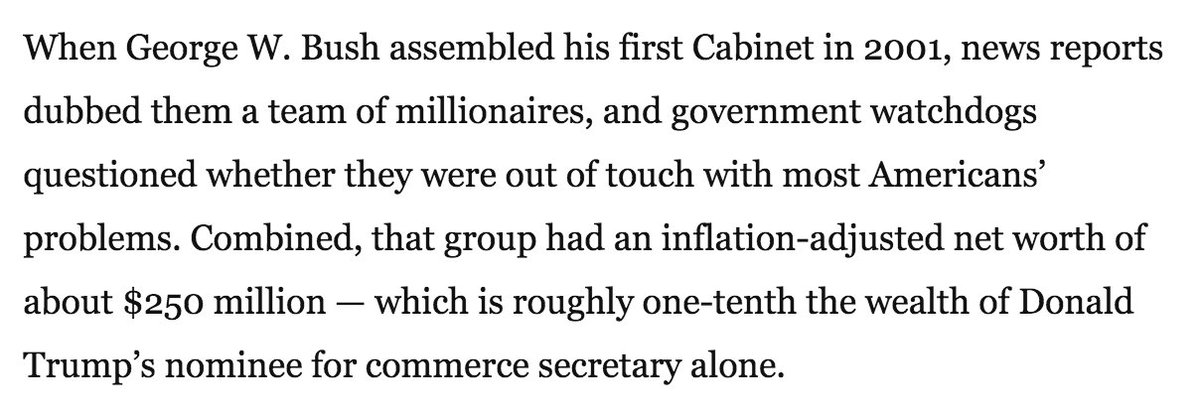 When George W. Bush assembled his first Cabinet in 2001, news reports
dubbed them a team of millionaires, and government watchdogs
questioned whether they were out of touch with most Americans’
problems. Combined, that group had an inflation-adjusted net worth of
about $250 million — which is roughly one-tenth the wealth of Donald
Trump’s nominee for commerce secretary alone.